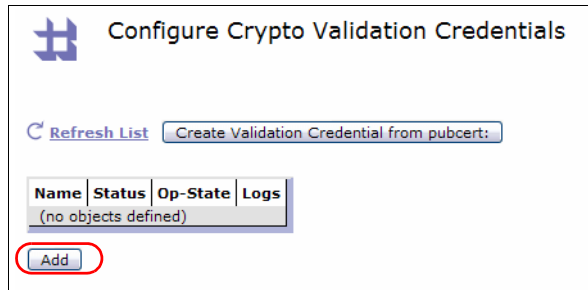 Configure Crypto Validation Credentials
Refresh List Create Validation Credential from pubcert:
Name Status Op-State Logs
(no objects defined)
Add